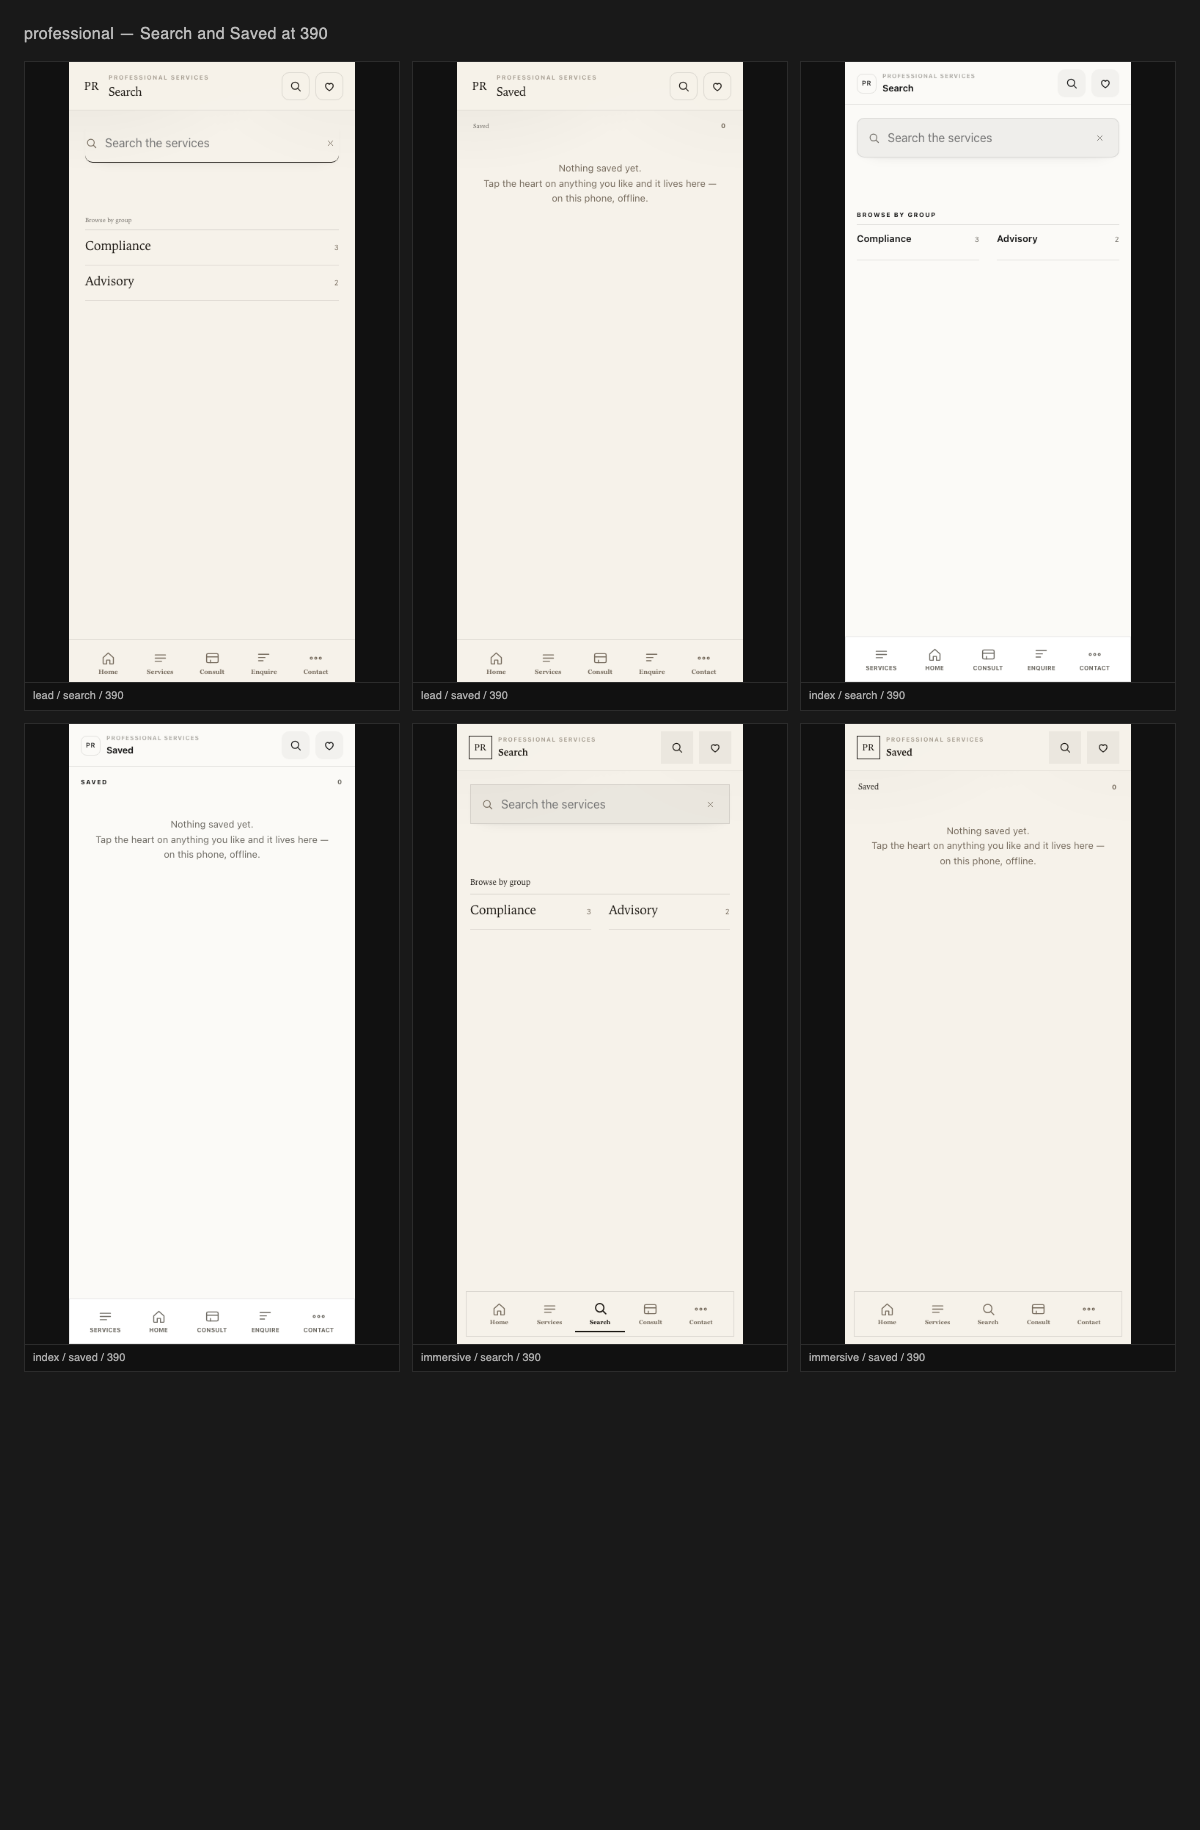 professional — Search and Saved at 390
PR
PROFESSIONAL SERVICES
Search
Search the services
Browse by group
Compliance 3
Advisory 2
Home Services Consult Enquire Contact
lead / search / 390
PR
PROFESSIONAL SERVICES
Saved
Saved 0
Nothing saved yet.
Tap the heart on anything you like and it lives here —
on this phone, offline.
Home Services Consult Enquire Contact
lead / saved / 390
PR
PROFESSIONAL SERVICES
Search
Search the services
BROWSE BY GROUP
Compliance 3 Advisory 2
SERVICES HOME CONSULT ENQUIRE CONTACT
index / search / 390
PR
PROFESSIONAL SERVICES
Saved
SAVED 0
Nothing saved yet.
Tap the heart on anything you like and it lives here —
on this phone, offline.
SERVICES HOME CONSULT ENQUIRE CONTACT
index / saved / 390
PR
PROFESSIONAL SERVICES
Search
Search the services
Browse by group
Compliance 3 Advisory 2
Home Services Search Consult Contact
immersive / search / 390
PR
PROFESSIONAL SERVICES
Saved
Saved 0
Nothing saved yet.
Tap the heart on anything you like and it lives here —
on this phone, offline.
Home Services Search Consult Contact
immersive / saved / 390